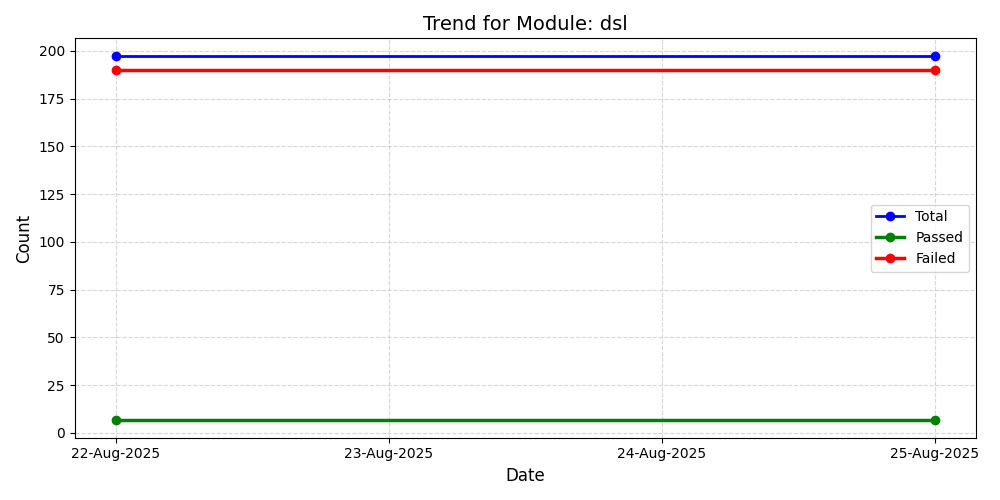 Trend for Module: dsl
200
175
150
125
100
75
50
25
0
Count
Total
Passed
Failed
22-Aug-2025
23-Aug-2025
24-Aug-2025
25-Aug-2025
Date